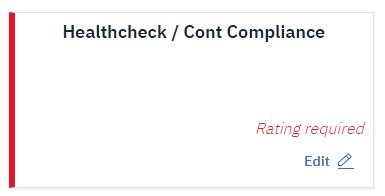 Healthcheck / Cont Compliance
Rating required
Edit